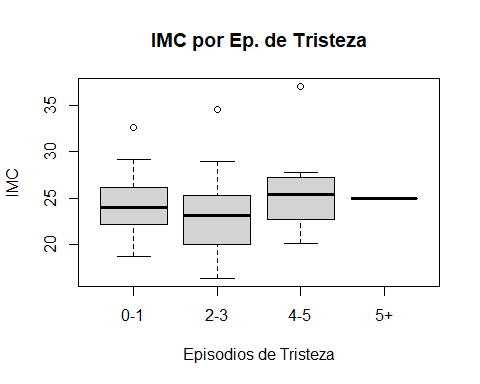 IMC por Ep. de Tristeza
IMC
35
30
25
20
0-1
2-3
4-5
5+
Episodios de Tristeza